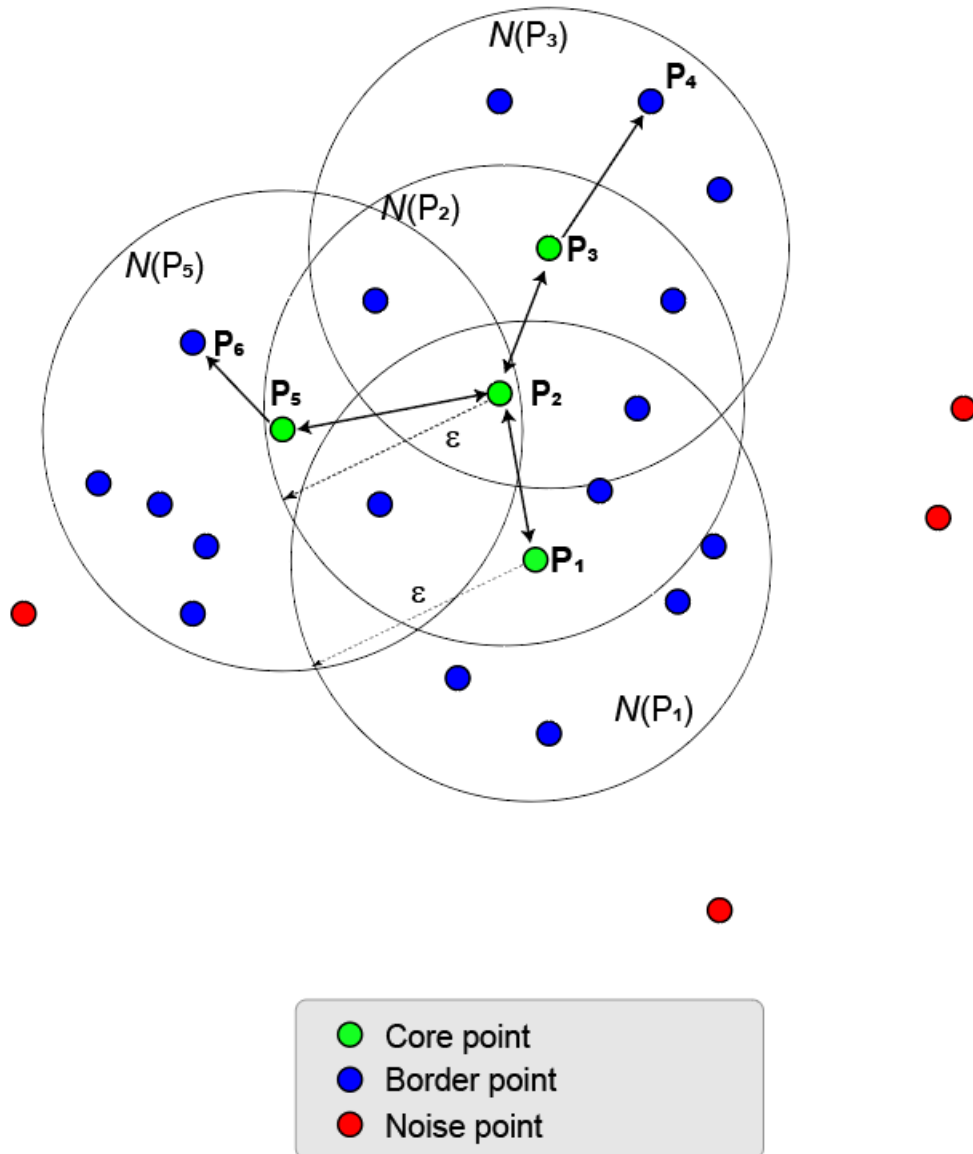 N(P₃)
P₄
N(P₂)
P₃
N(P₅)
P₆
P₅
P₂
ε
P₁
ε
N(P₁)
Core point
Border point
Noise point